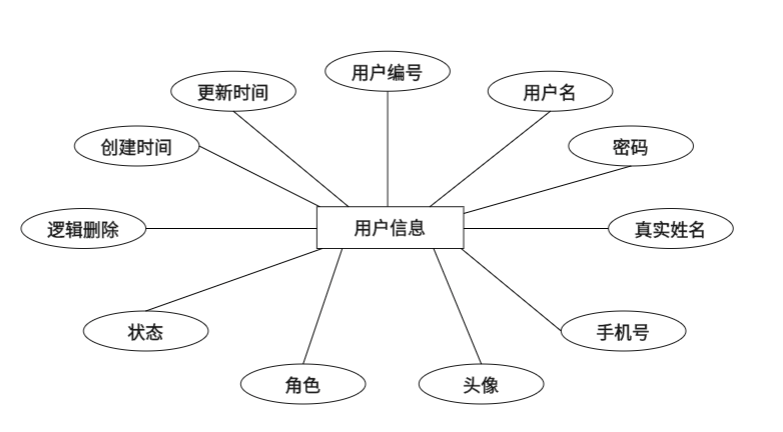 用户编号
更新时间
用户名
创建时间
密码
逻辑删除
用户信息
真实姓名
状态
手机号
角色
头像